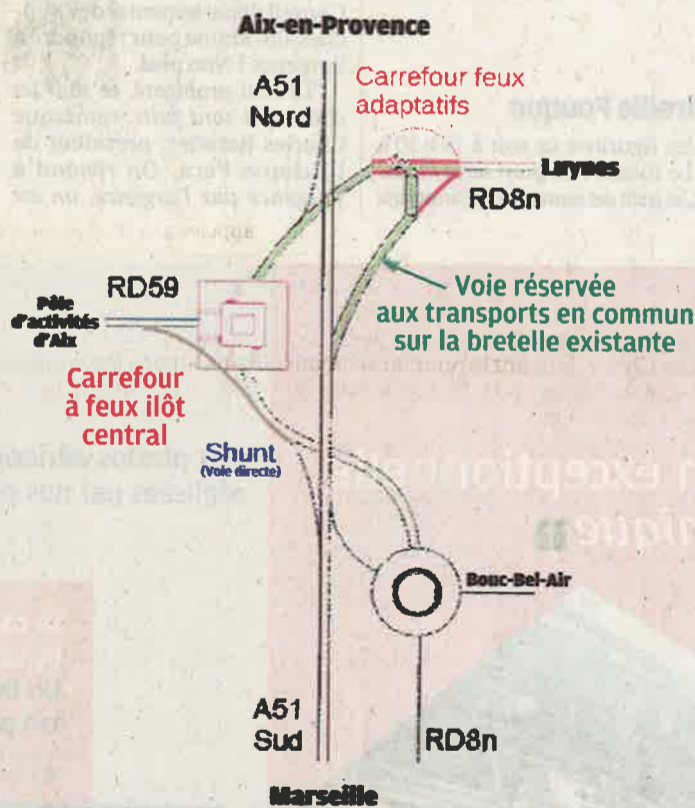 Aix-en-Provence
A51
Nord
Carrefour feux
adaptatifs
Luynes
RD8n
RD59
Pôle
d'activités
d'Aix
Voie réservée
aux transports en commun
sur la bretelle existante
Carrefour
à feux ilôt
central
Shunt
(Voie directe)
Bouc-Bel-Air
A51
Sud
RD8n
Marseille